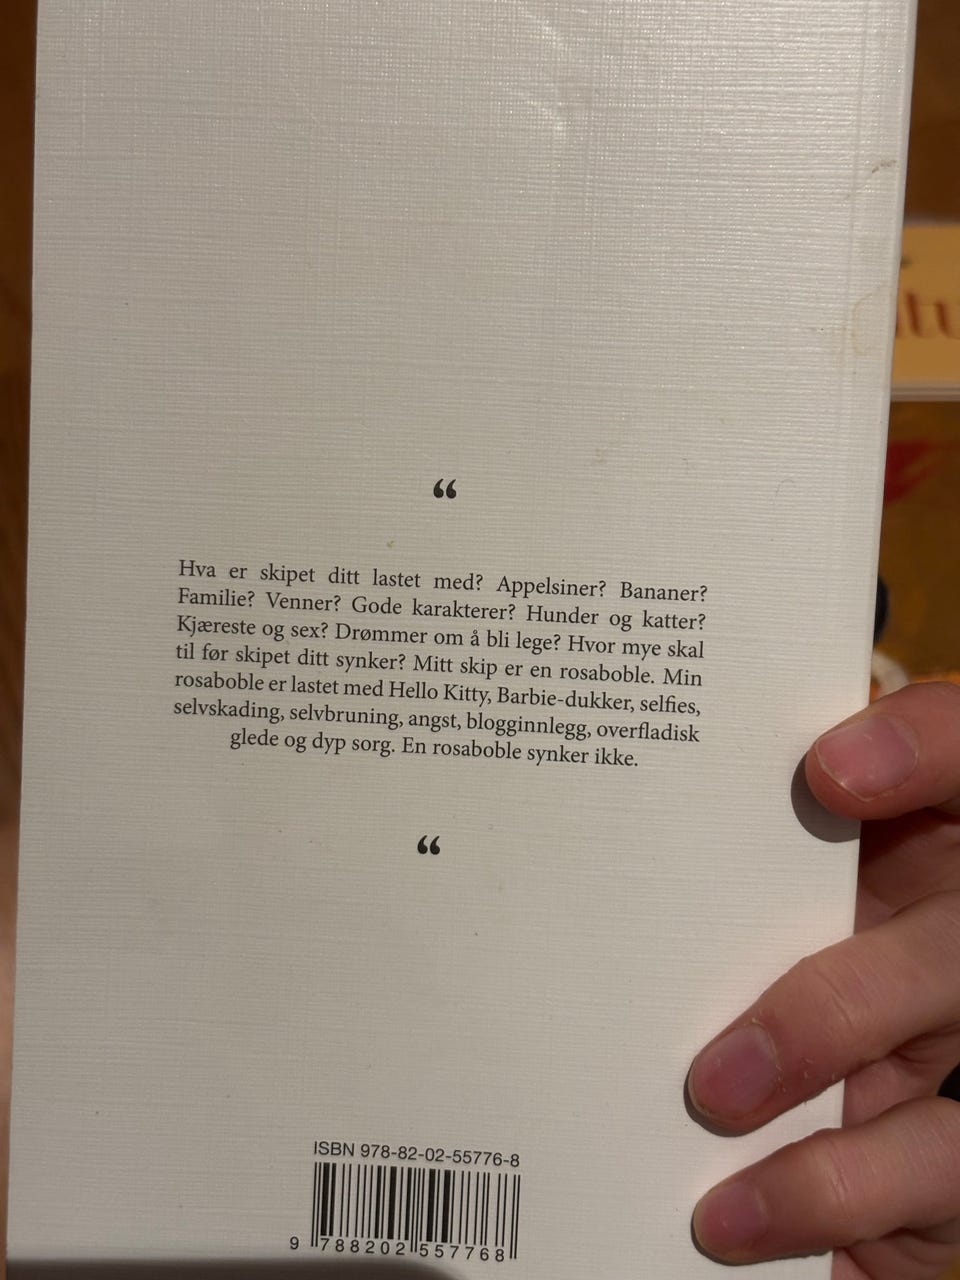 “
Hva er skipet ditt lastet med? Appelsiner? Bananer?
Familie? Venner? Gode karakterer? Hunder og katter?
Kjæreste og sex? Drømmer om å bli lege? Hvor mye skal
til før skipet ditt synker? Mitt skip er en rosaboble. Min
rosaboble er lastet med Hello Kitty, Barbie-dukker, selfies,
selvskading, selvbruning, angst, blogginnlegg, overfladisk
glede og dyp sorg. En rosaboble synker ikke.
“
ISBN 978-82-02-55776-8
9 788202 557768